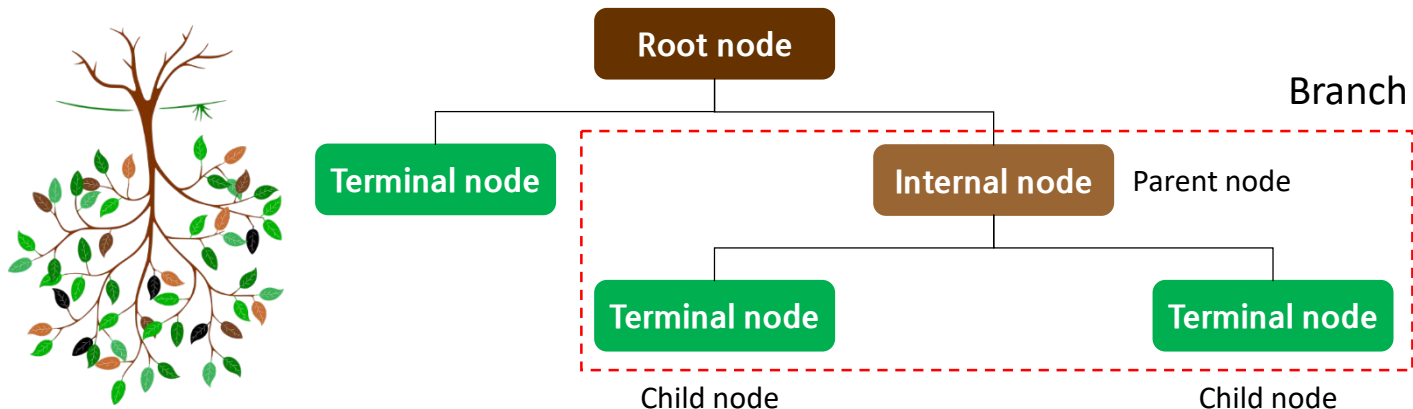 Root node
Branch
Terminal node
Internal node
Parent node
Terminal node
Terminal node
Child node
Child node